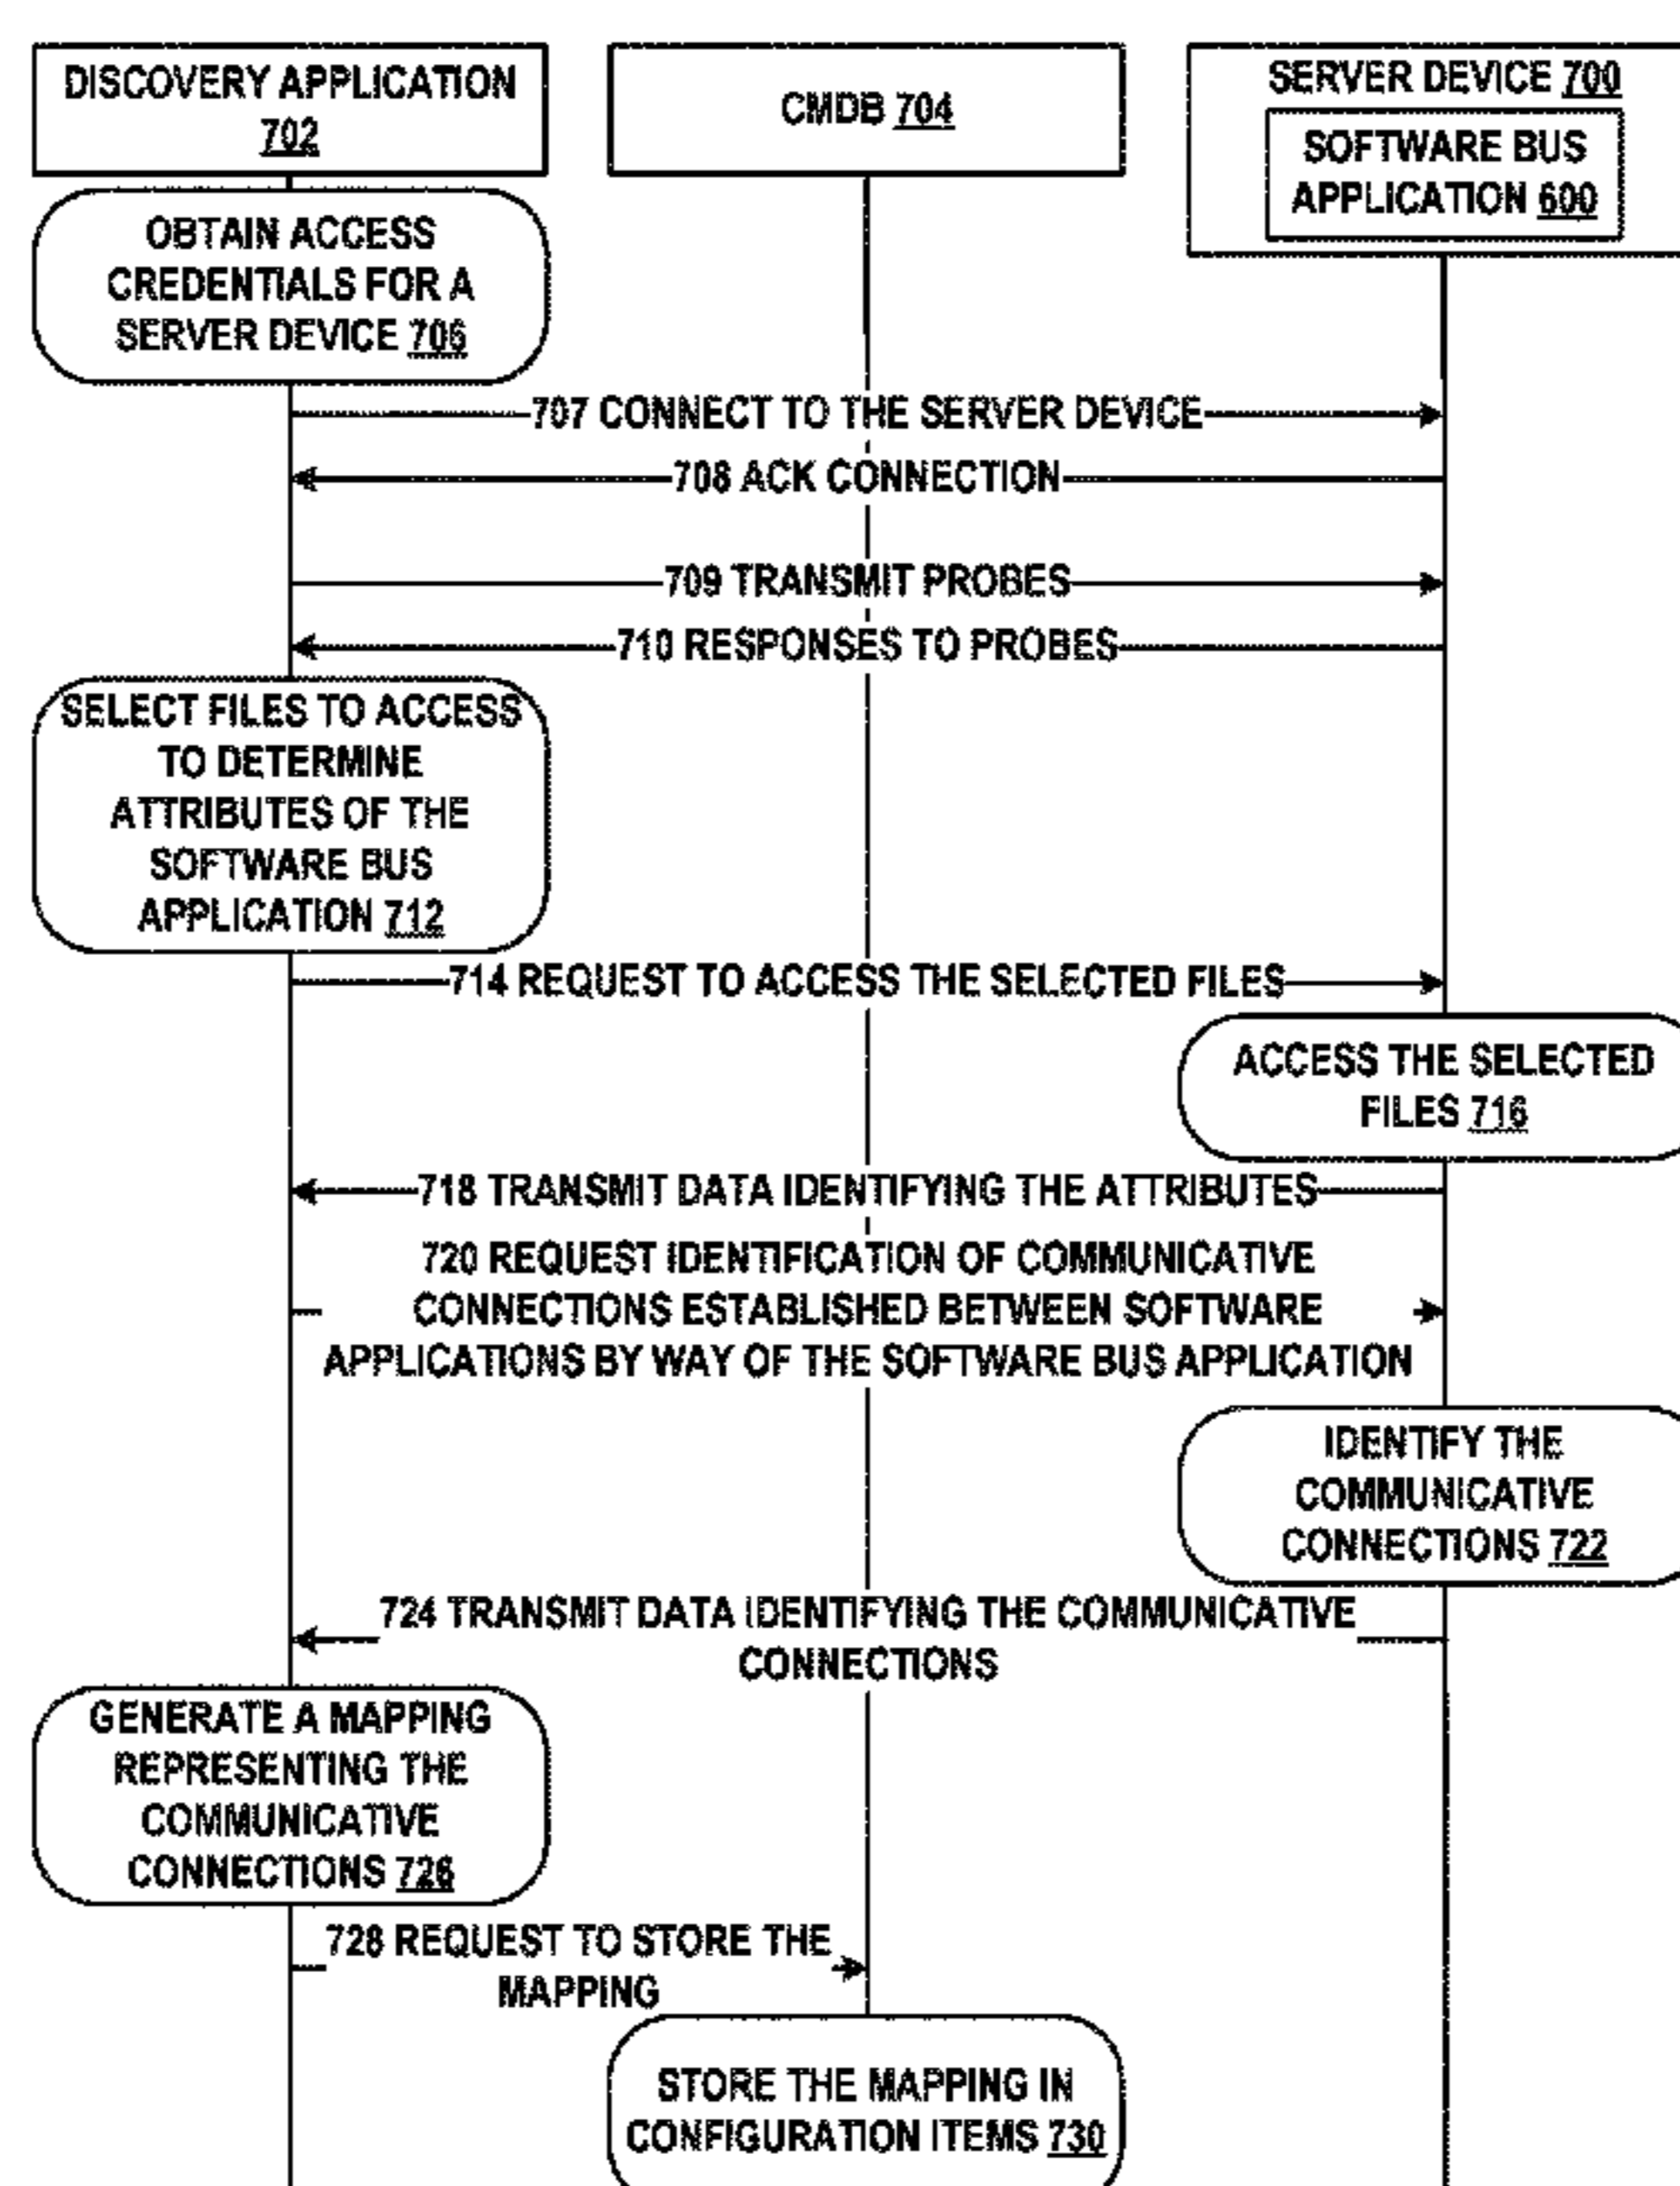 DISCOVERY APPLICATION
702
CMDB 704
SERVER DEVICE 700
SOFTWARE BUS
APPLICATION 600
OBTAIN ACCESS
CREDENTIALS FOR A
SERVER DEVICE 706
707 CONNECT TO THE SERVER DEVICE
708 ACK CONNECTION
709 TRANSMIT PROBES
710 RESPONSES TO PROBES
SELECT FILES TO ACCESS
TO DETERMINE
ATTRIBUTES OF THE
SOFTWARE BUS
APPLICATION 712
714 REQUEST TO ACCESS THE SELECTED FILES
ACCESS THE SELECTED
FILES 716
718 TRANSMIT DATA IDENTIFYING THE ATTRIBUTES
720 REQUEST IDENTIFICATION OF COMMUNICATIVE
CONNECTIONS ESTABLISHED BETWEEN SOFTWARE
APPLICATIONS BY WAY OF THE SOFTWARE BUS APPLICATION
IDENTIFY THE
COMMUNICATIVE
CONNECTIONS 722
724 TRANSMIT DATA IDENTIFYING THE COMMUNICATIVE
CONNECTIONS
GENERATE A MAPPING
REPRESENTING THE
COMMUNICATIVE
CONNECTIONS 726
728 REQUEST TO STORE THE
MAPPING
STORE THE MAPPING IN
CONFIGURATION ITEMS 730